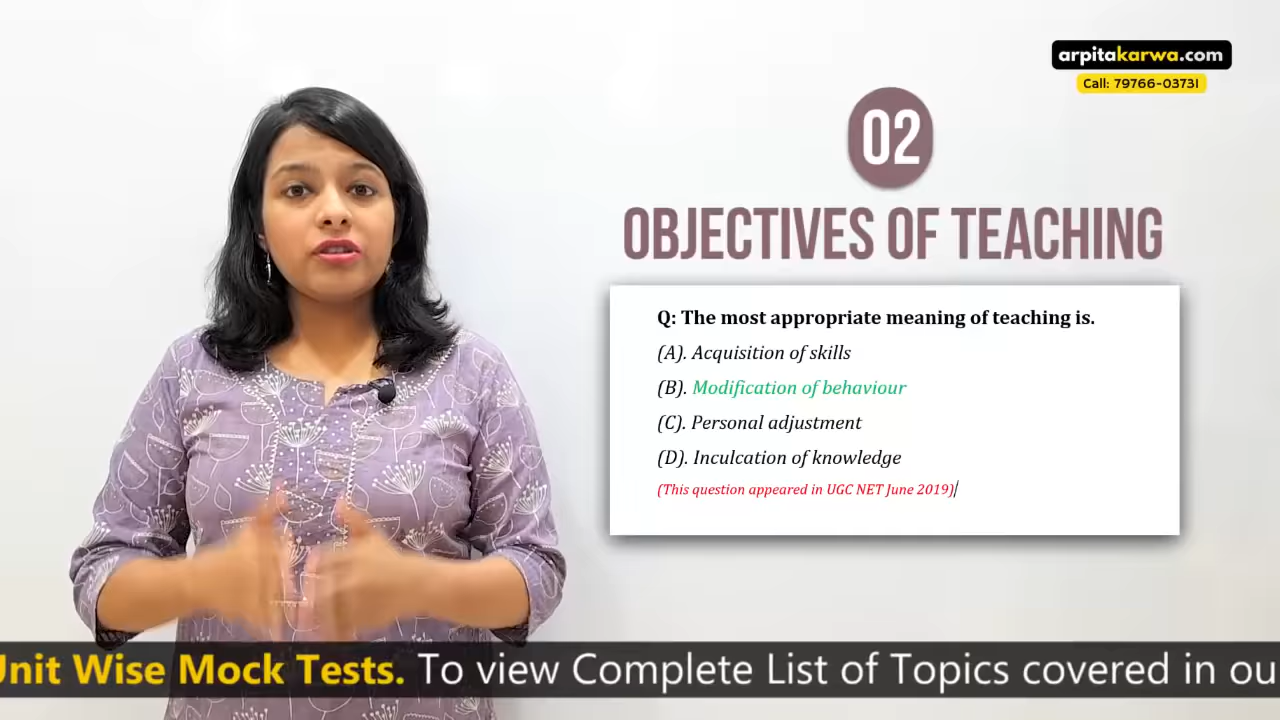 arpitakarwa.com
Call: 79766-03731
02
OBJECTIVES OF TEACHING
Q: The most appropriate meaning of teaching is.
(A). Acquisition of skills
(B). Modification of behaviour
(C). Personal adjustment
(D). Inculcation of knowledge
(This question appeared in UGC NET June 2019)
Unit Wise Mock Tests. To view Complete List of Topics covered in ou